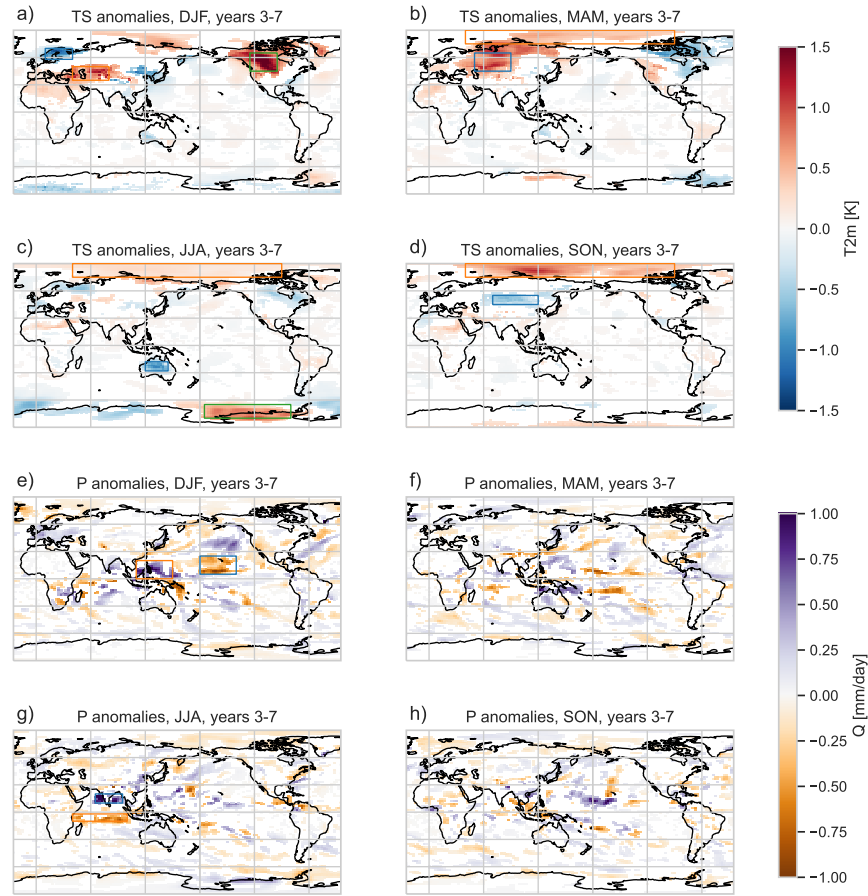 a) TS anomalies, DJF, years 3-7
b) TS anomalies, MAM, years 3-7
c) TS anomalies, JJA, years 3-7
d) TS anomalies, SON, years 3-7
1.5
1.0
0.5
0.0
−0.5
−1.0
−1.5
T2m [K]
e) P anomalies, DJF, years 3-7
f) P anomalies, MAM, years 3-7
g) P anomalies, JJA, years 3-7
h) P anomalies, SON, years 3-7
1.00
0.75
0.50
0.25
0.00
−0.25
−0.50
−0.75
−1.00
Q [mm/day]